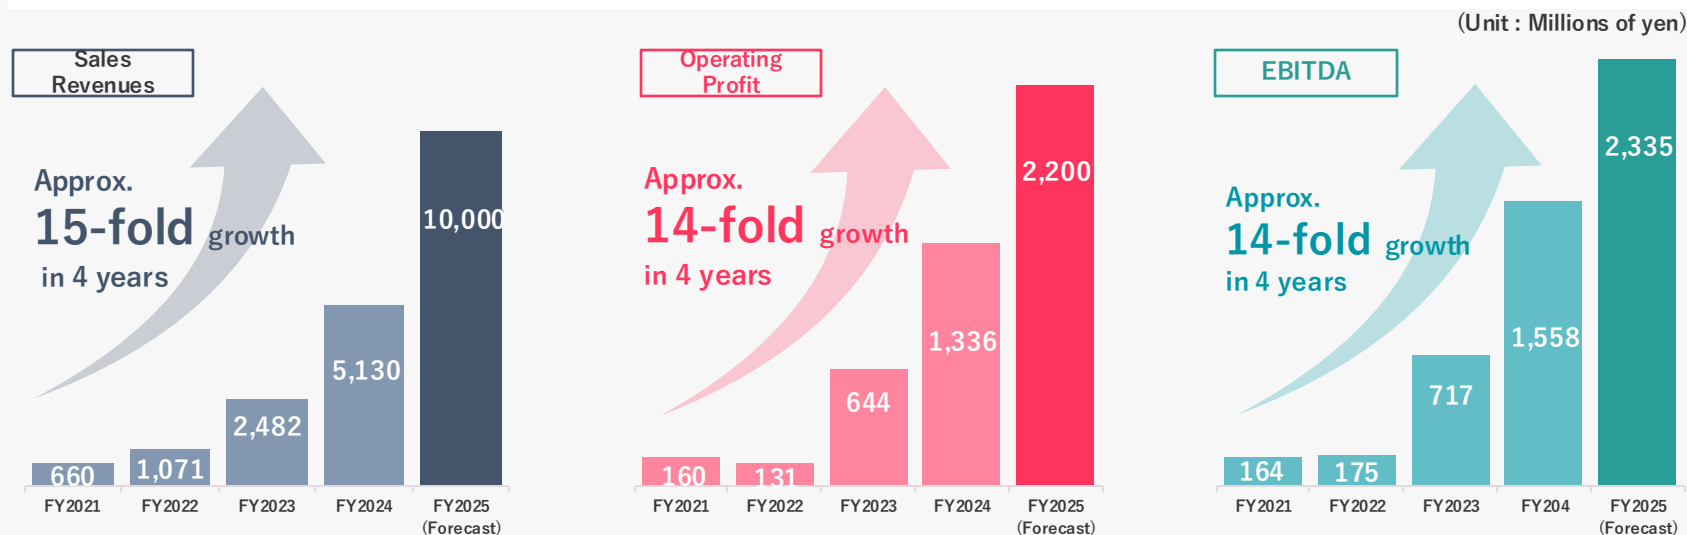 (Unit : Millions of yen)
Sales
Revenues
Approx.
15-fold growth
in 4 years
660
1,071
2,482
5,130
10,000
FY2021
FY2022
FY2023
FY2024
FY2025
(Forecast)
Operating
Profit
Approx.
14-fold growth
in 4 years
160
131
644
1,336
2,200
FY2021
FY2022
FY2023
FY2024
FY2025
(Forecast)
EBITDA
Approx.
14-fold growth
in 4 years
164
175
717
1,558
2,335
FY2021
FY2022
FY2023
FY204
FY2025
(Forecast)